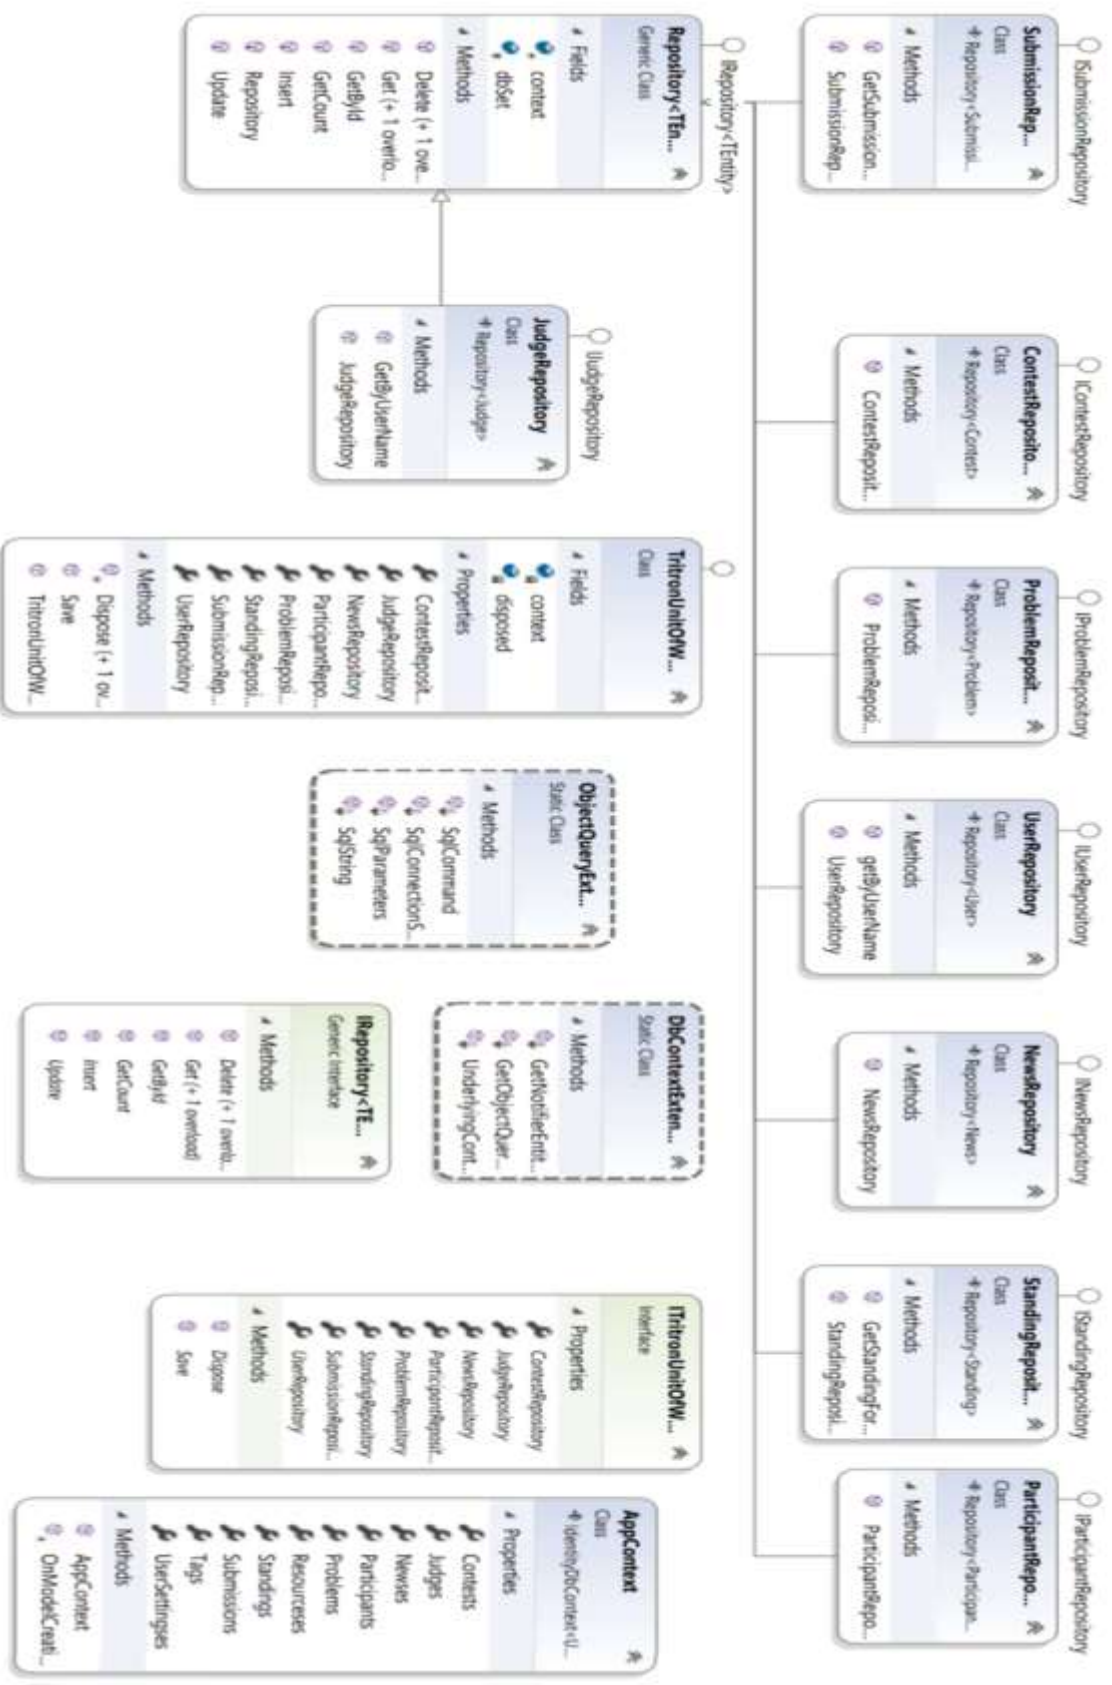 ISubmissionRepository
SubmissionRep...
Class
Repository<Submissi...
Methods
GetSubmission...
SubmissionRep...
IContestRepository
ContestReposito...
Class
Repository<Contest>
Methods
ContestReposit...
IProblemRepository
ProblemReposit...
Class
Repository<Problem>
Methods
ProblemReposi...
IUserRepository
UserRepository
Class
Repository<User>
Methods
getByUserName
UserRepository
INewsRepository
NewsRepository
Class
Repository<News>
Methods
NewsRepository
IStandingRepository
StandingReposit...
Class
Repository<Standing>
Methods
GetStandingFor...
StandingReposi...
IParticipantRepository
ParticipantRepo...
Class
Repository<Participan...
Methods
ParticipantRepo...
IRepository<TEntity>
Repository<TEn...
Generic Class
Fields
context
dbSet
Methods
Delete (+ 1 ove...
Get (+ 1 overlo...
GetById
GetCount
Insert
Repository
Update
IJudgeRepository
JudgeRepository
Class
Repository<Judge>
Methods
GetByUserName
JudgeRepository
TritronUnitOfW...
Class
Fields
context
disposed
Properties
ContestReposit...
JudgeRepository
NewsRepository
ParticipantRepo...
ProblemReposi...
StandingReposi...
SubmissionRep...
UserRepository
Methods
Dispose (+ 1 ov...
Save
TritronUnitOfW...
ObjectQueryExt...
Static Class
Methods
SqlCommand
SqlConnectionS...
SqlParameters
SqlString
DbContextExten...
Static Class
Methods
GetNotifierEntit...
GetObjectQuer...
UnderlyingCont...
IRepository<TE...
Generic Interface
Methods
Delete (+ 1 overlo...
Get (+ 1 overload)
GetById
GetCount
Insert
Update
ITritronUnitOfW...
Interface
Properties
ContestRepository
JudgeRepository
NewsRepository
ParticipantReposit...
ProblemRepository
StandingRepository
SubmissionReposi...
UserRepository
Methods
Dispose
Save
AppContext
Class
IdentityDbContext<U...
Properties
Contests
Judges
Newses
Participants
Problems
Resourceses
Standings
Submissions
Tags
UserSettingses
Methods
AppContext
OnModelCreati...